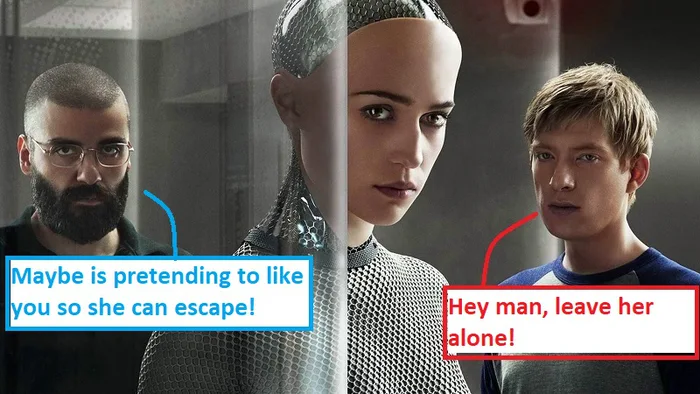 Maybe is pretending to like
you so she can escape!
Hey man, leave her
alone!